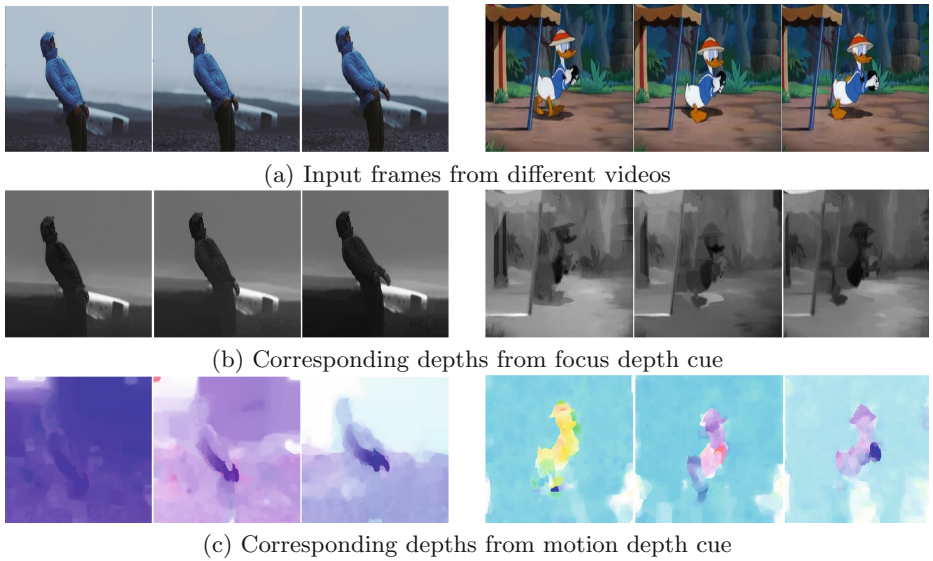 (a) Input frames from different videos
(b) Corresponding depths from focus depth cue
(c) Corresponding depths from motion depth cue